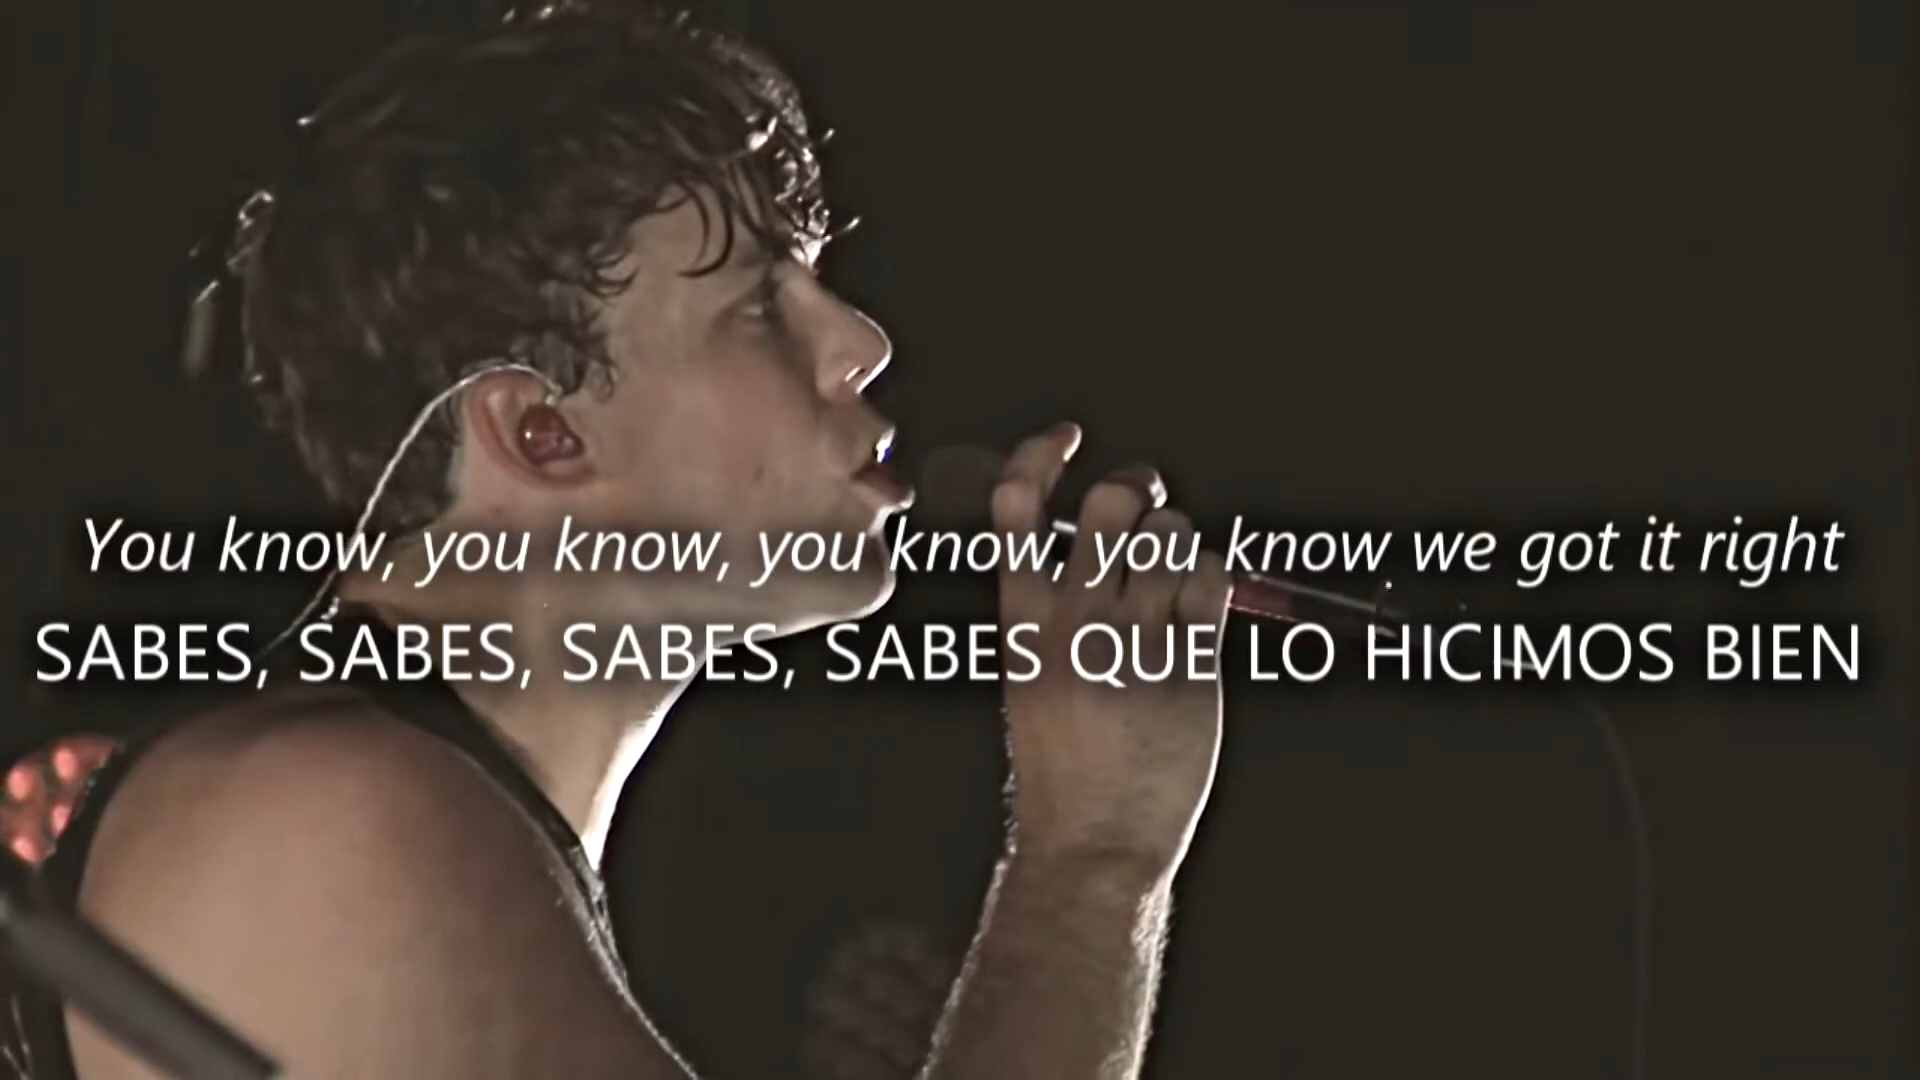 You know, you know, you know, you know we got it right
SABES, SABES, SABES, SABES QUE LO HICIMOS BIEN